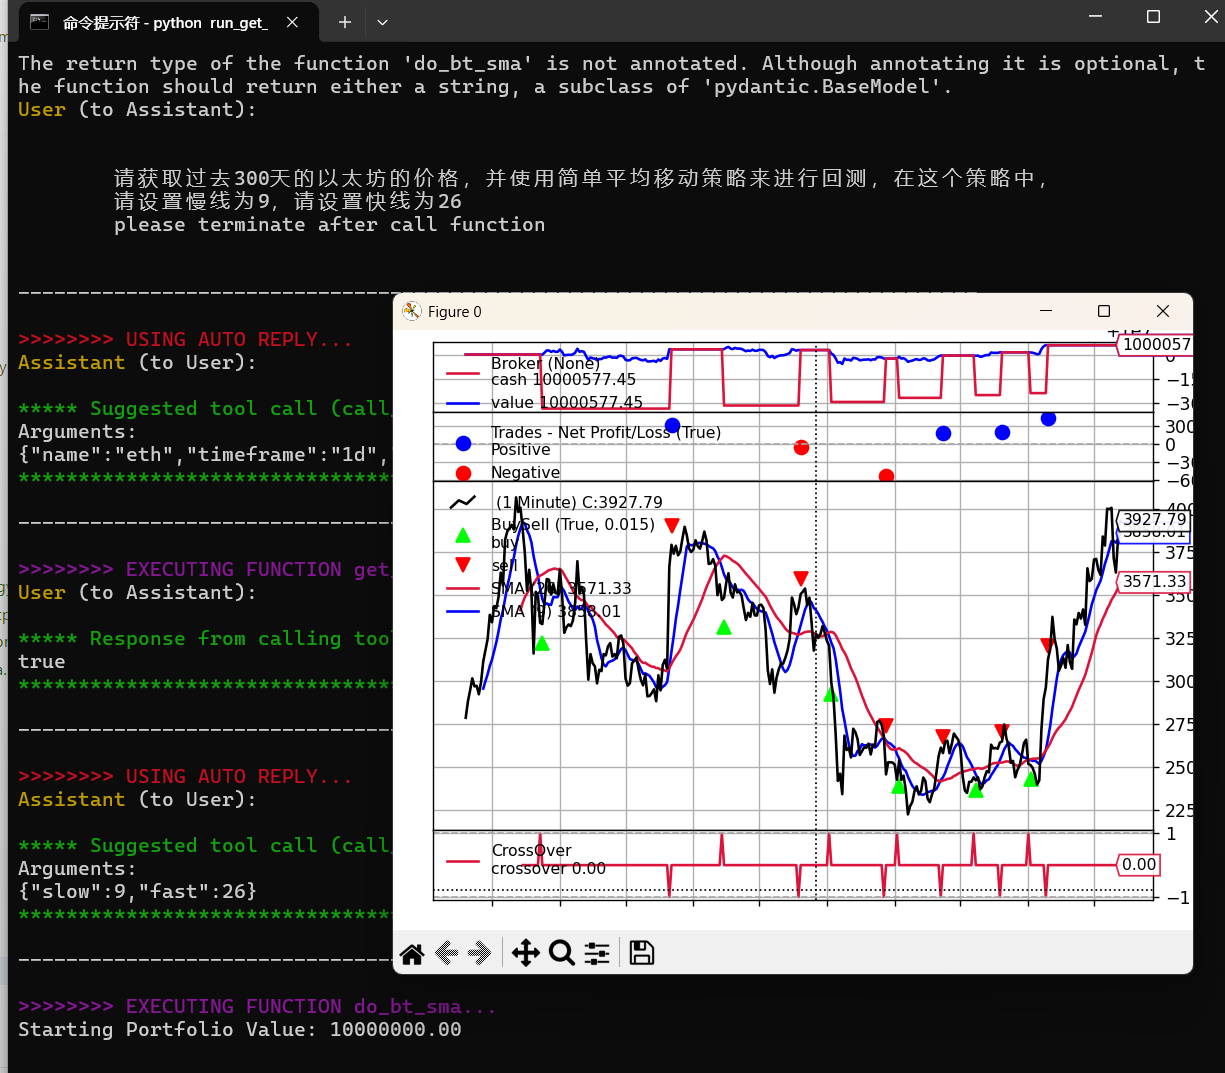 命令提示符 - python run_get_
The return type of the function 'do_bt_sma' is not annotated. Although annotating it is optional, t
he function should return either a string, a subclass of 'pydantic.BaseModel'.
User (to Assistant):
请获取过去300天的以太坊的价格，并使用简单平均移动策略来进行回测，在这个策略中，
请设置慢线为9，请设置快线为26
please terminate after call function
--------------------------------------------------------------------------------
>>>>>>>> USING AUTO REPLY...
Assistant (to User):
***** Suggested tool call (call
Arguments:
{"name":"eth","timeframe":"1d",
*******************************
-------------------------------
>>>>>>>> EXECUTING FUNCTION get
User (to Assistant):
***** Response from calling too
true
*******************************
-------------------------------
>>>>>>>> USING AUTO REPLY...
Assistant (to User):
***** Suggested tool call (call
Arguments:
{"slow":9,"fast":26}
*******************************
-------------------------------
>>>>>>>> EXECUTING FUNCTION do_bt_sma...
Starting Portfolio Value: 10000000.00
Figure 0
Broker (None)
cash 10000577.45
value 10000577.45
1000057
0
Trades - Net Profit/Loss (True)
Positive
Negative
300
0
(1 Minute) C:3927.79
BuySell (True, 0.015)
buy
sell
SMA (26) 3571.33
SMA (9) 3838.01
3927.79
3571.33
375
325
300
275
250
225
CrossOver
crossover 0.00
1
0.00
−1